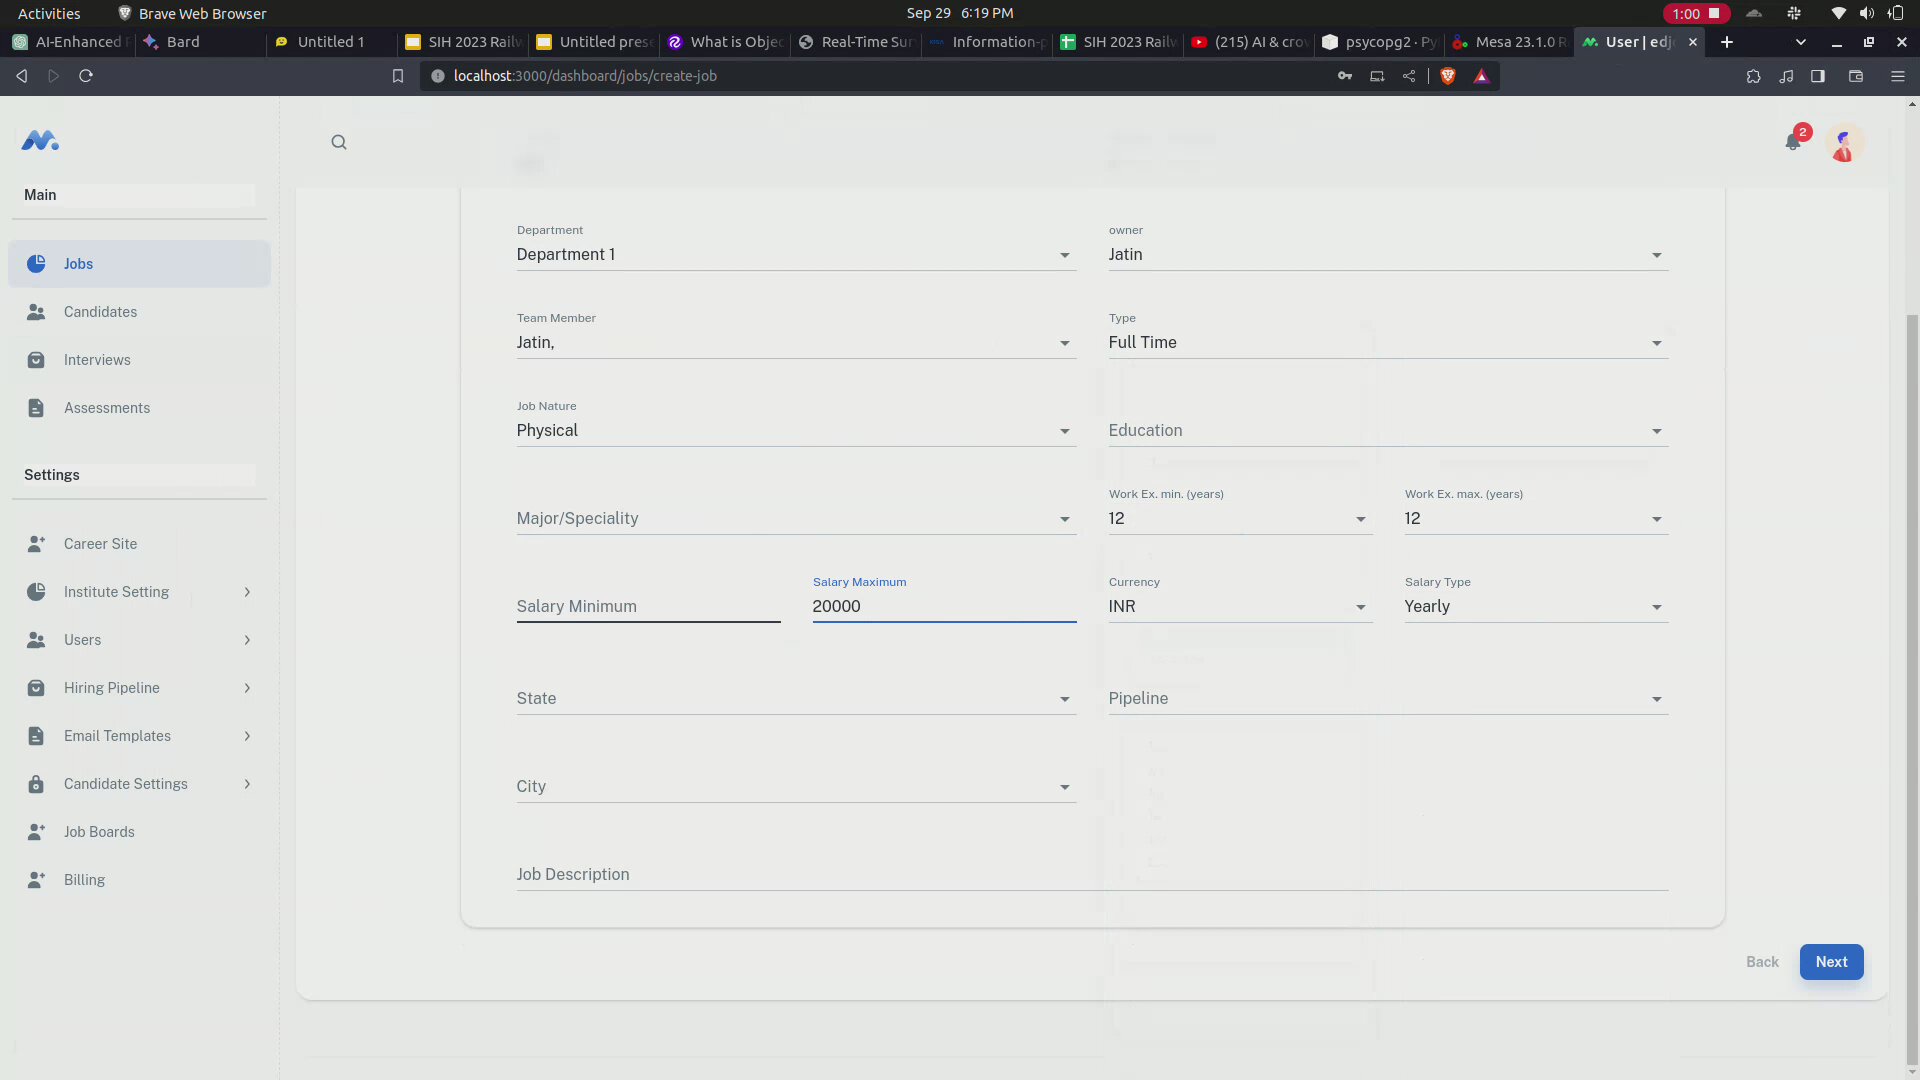 Activities
Brave Web Browser
Sep 29 6:19 PM
1:00
AI-Enhanced
Bard
Untitled 1
SIH 2023 Railw
Untitled prese
What is Objec
Real-Time Sur
Information-p
SIH 2023 Railw
(215) AI & crow
psycopg2 · Py
Mesa 23.1.0 R
User | edj
localhost:3000/dashboard/jobs/create-job
2
Main
Jobs
Candidates
Interviews
Assessments
Settings
Career Site
Institute Setting
Users
Hiring Pipeline
Email Templates
Candidate Settings
Job Boards
Billing
Department
Department 1
owner
Jatin
Team Member
Jatin,
Type
Full Time
Job Nature
Physical
Education
Major/Speciality
Work Ex. min. (years)
12
Work Ex. max. (years)
12
Salary Minimum
Salary Maximum
20000
Currency
INR
Salary Type
Yearly
State
Pipeline
City
Job Description
Back
Next